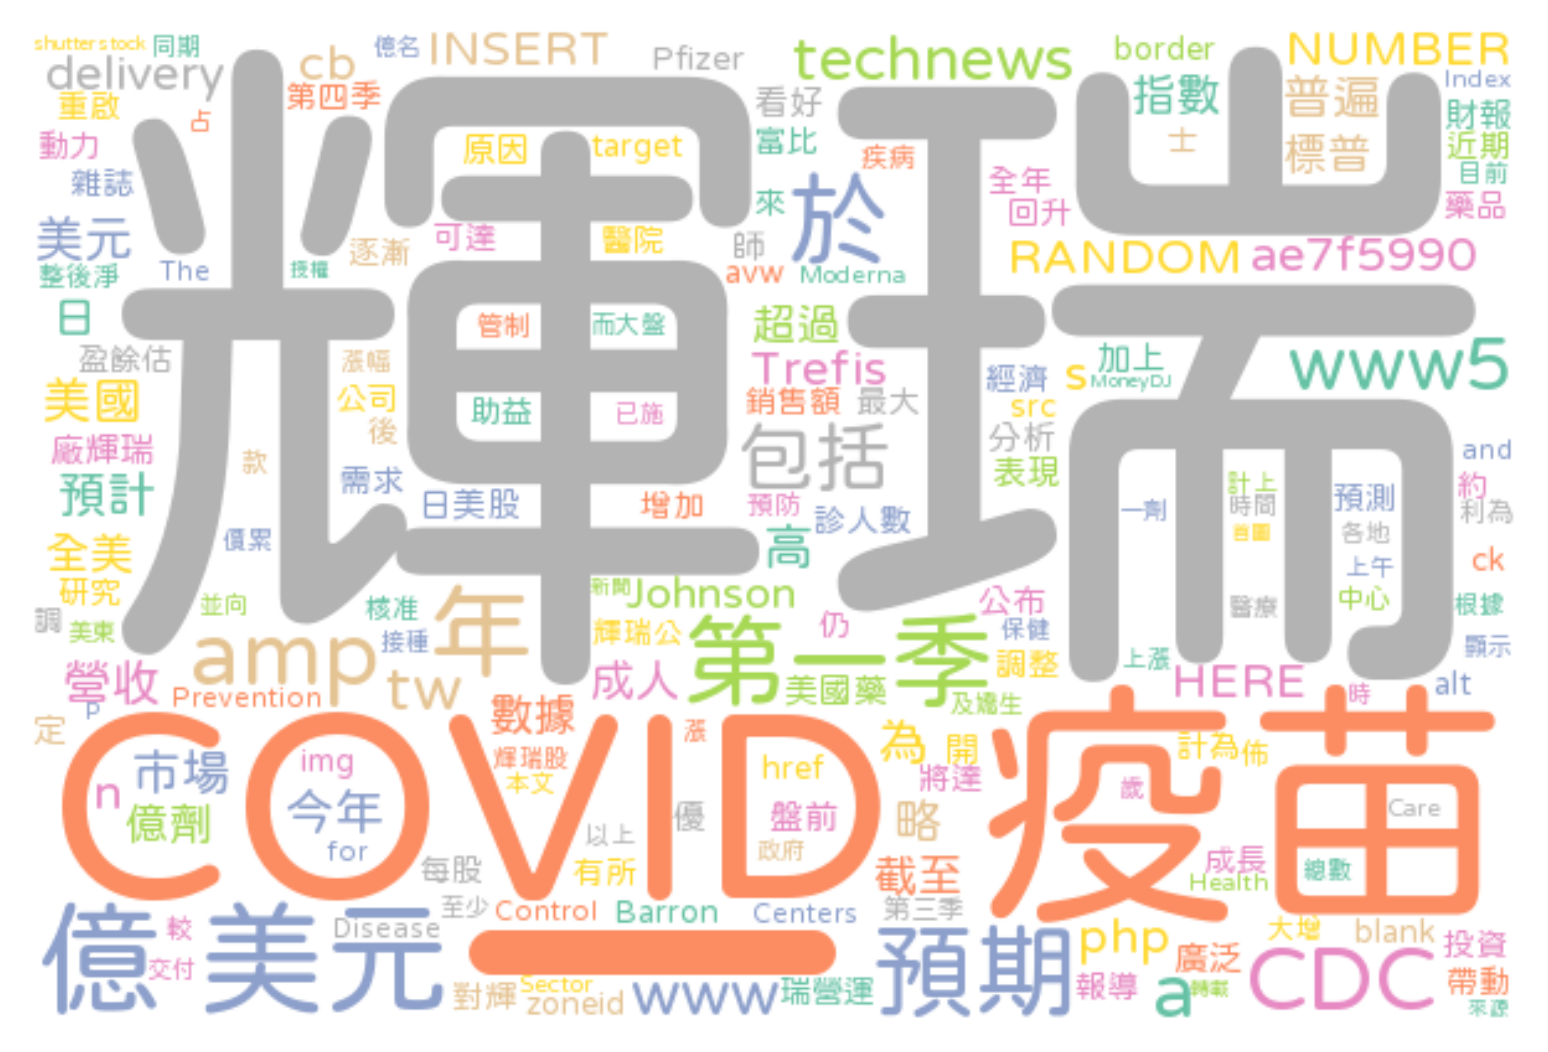 shutterstock 同期 億名 INSERT Pfizer technews border NUMBER
delivery cb 第四季 看好 指數 普遍 Index
重啟 占 原因 target 富比 疾病 士 標普 財報
動力 近期
雜誌 來 於 全年 目前
美元 可達 醫院 師 回升 藥品
整後淨 The 授權 逐漸 avw Moderna RANDOM ae7f5990
輝瑞
日 管制 而大盤 超過
盈餘估 漲幅 Trefis 經濟 s 加上 MoneyDJ www5
美國 公司 助益 已施 銷售額 最大 src
廠輝瑞 後 包括 分析 and
預計 款 需求 日美股 增加 預防 診人數 表現 一劑 計上 時間 預測 約 利為
全美 價累 高 首圖 各地 ck
研究 並向 核准 新聞 Johnson 公布 醫療 上午 中心 根據
調 美東 amp 接種 年 輝瑞公 仍 保健 顯示
營收 Prevention tw 成人 第一季 調整 上漲 HERE alt
美國藥 及嬌生 時
定 p 數據 漲 為 開 計為 佈
COVID 疫苗
n 市場 img 輝瑞股 本文 href 將達 歲
億劑 今年 for 以上 優 盤前 略 Care
每股 有所 政府 截至 成長 Health 總數
至少 Control Barron Centers 第三季
億美元 較 Disease 預期 php 大增 blank 投資
交付 廣泛 CDC 帶動
對輝 Sector zoneid www 瑞營運 報導 a 轉載 來源